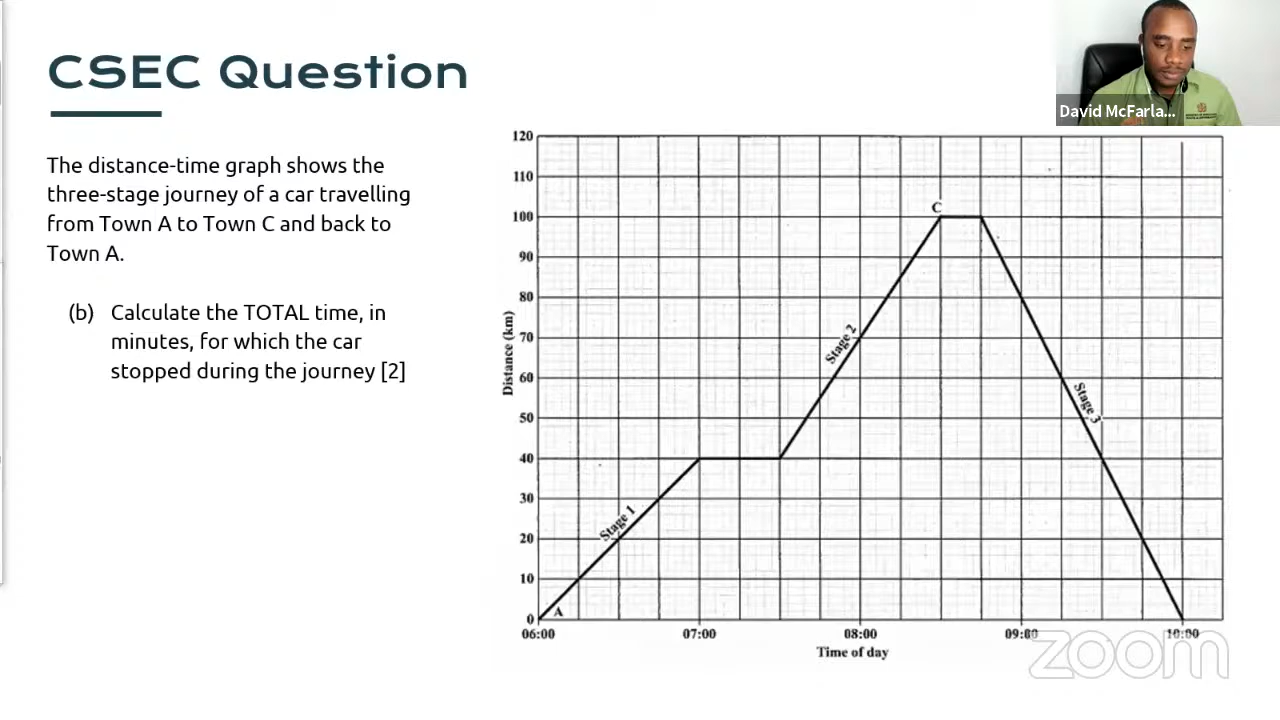 CSEC Question
David McFarla...
The distance-time graph shows the
three-stage journey of a car travelling
from Town A to Town C and back to
Town A.
(b) Calculate the TOTAL time, in
minutes, for which the car
stopped during the journey [2]
120
110
100
90
80
70
60
50
40
30
20
10
0
Distance (km)
C
Stage 2
Stage 3
Stage 1
A
06:00 07:00 08:00 09:00 10:00
Time of day
zoom